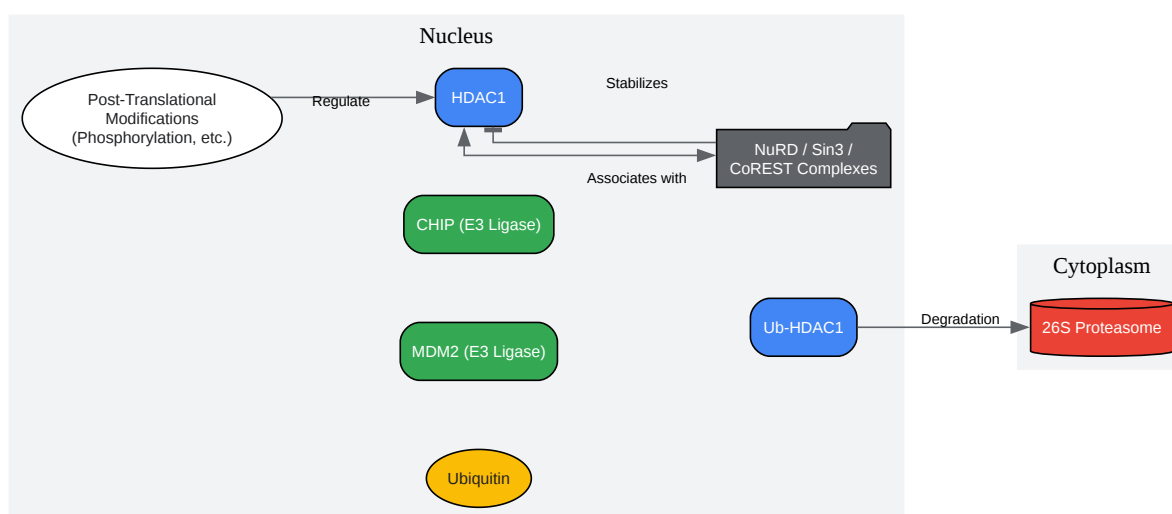 Nucleus
Post-Translational
Modifications
(Phosphorylation, etc.)
Regulate
HDAC1
Stabilizes
NuRD / Sin3 /
CoREST Complexes
Associates with
CHIP (E3 Ligase)
Cytoplasm
Ub-HDAC1
Degradation
26S Proteasome
MDM2 (E3 Ligase)
Ubiquitin